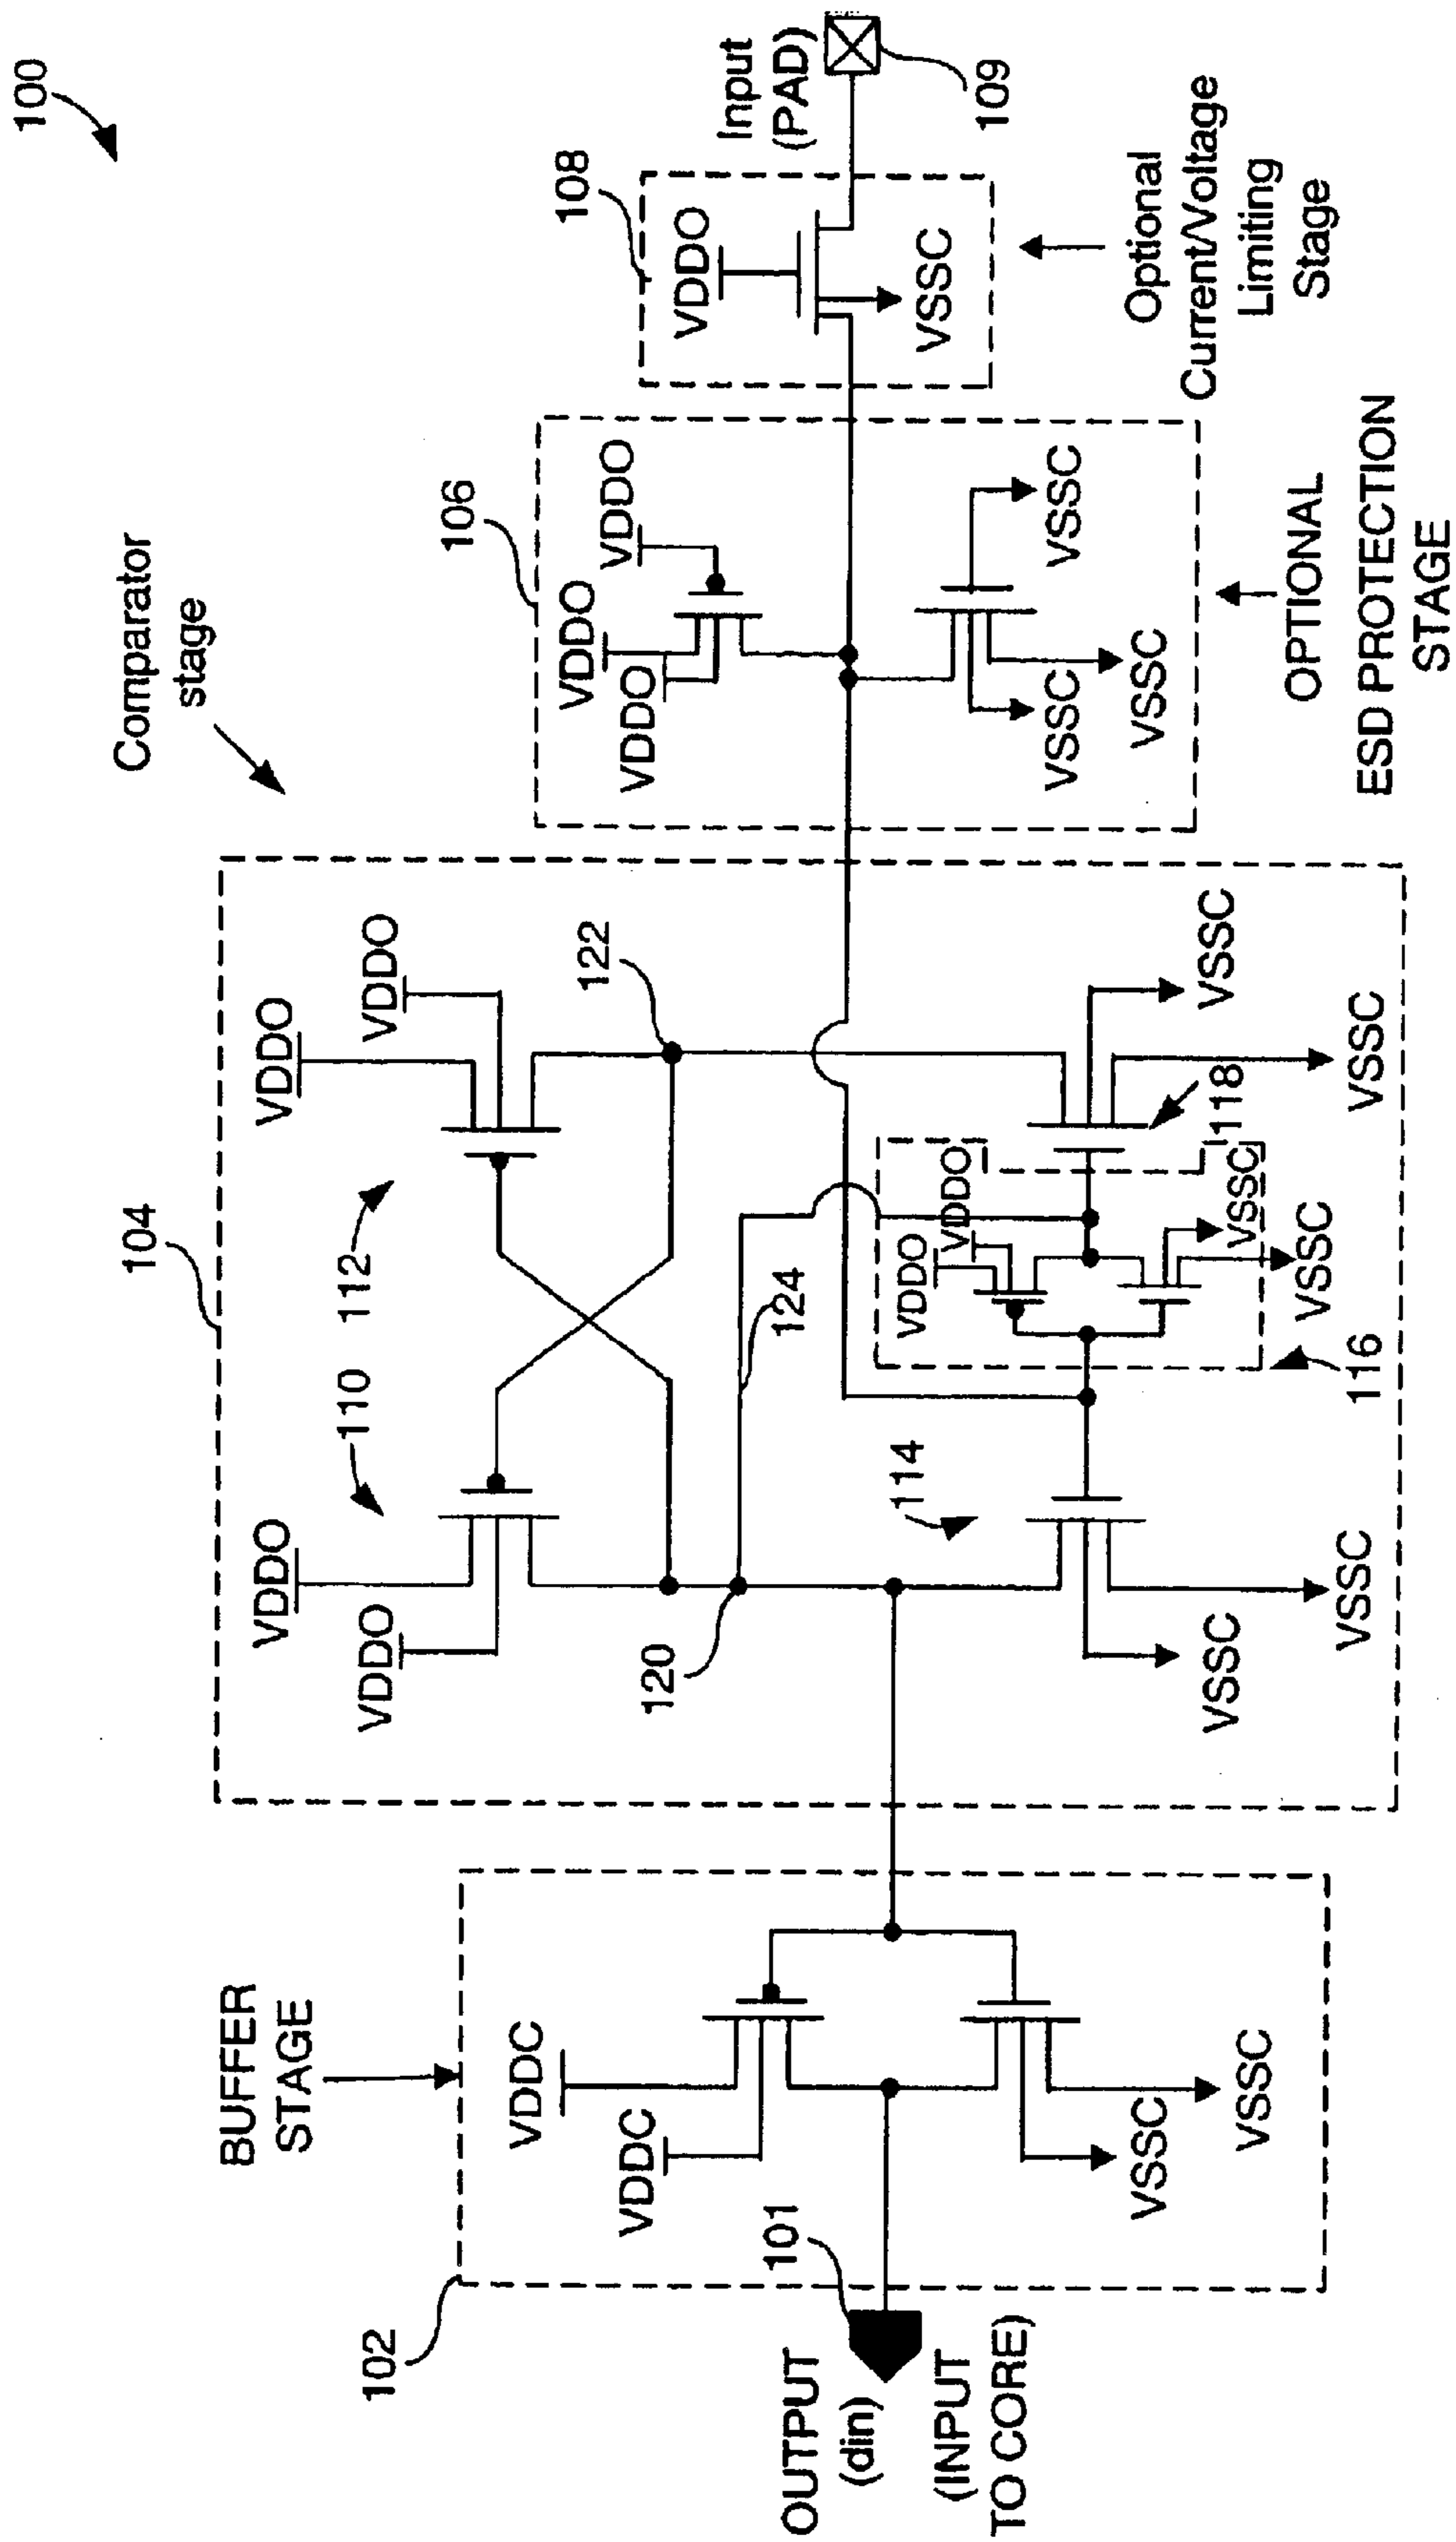 100
Comparator
stage
104
106
108
Input
(PAD)
109
BUFFER
STAGE
102
VDDC
VDDC
VSSC
VSSC
101
OUTPUT
(din)
(INPUT
TO CORE)
VDDO
VDDO
110
112
VDDO
VDDO
122
120
124
114
VSSC
VSSC
VDDO
VDDO
118
VSSC
VSSC
116
VSSC
VSSC
VDDO
VDDO
VDDO
VSSC
VSSC
VSSC
OPTIONAL
ESD PROTECTION
STAGE
VDDO
VSSC
Optional
Current/Voltage
Limiting
Stage